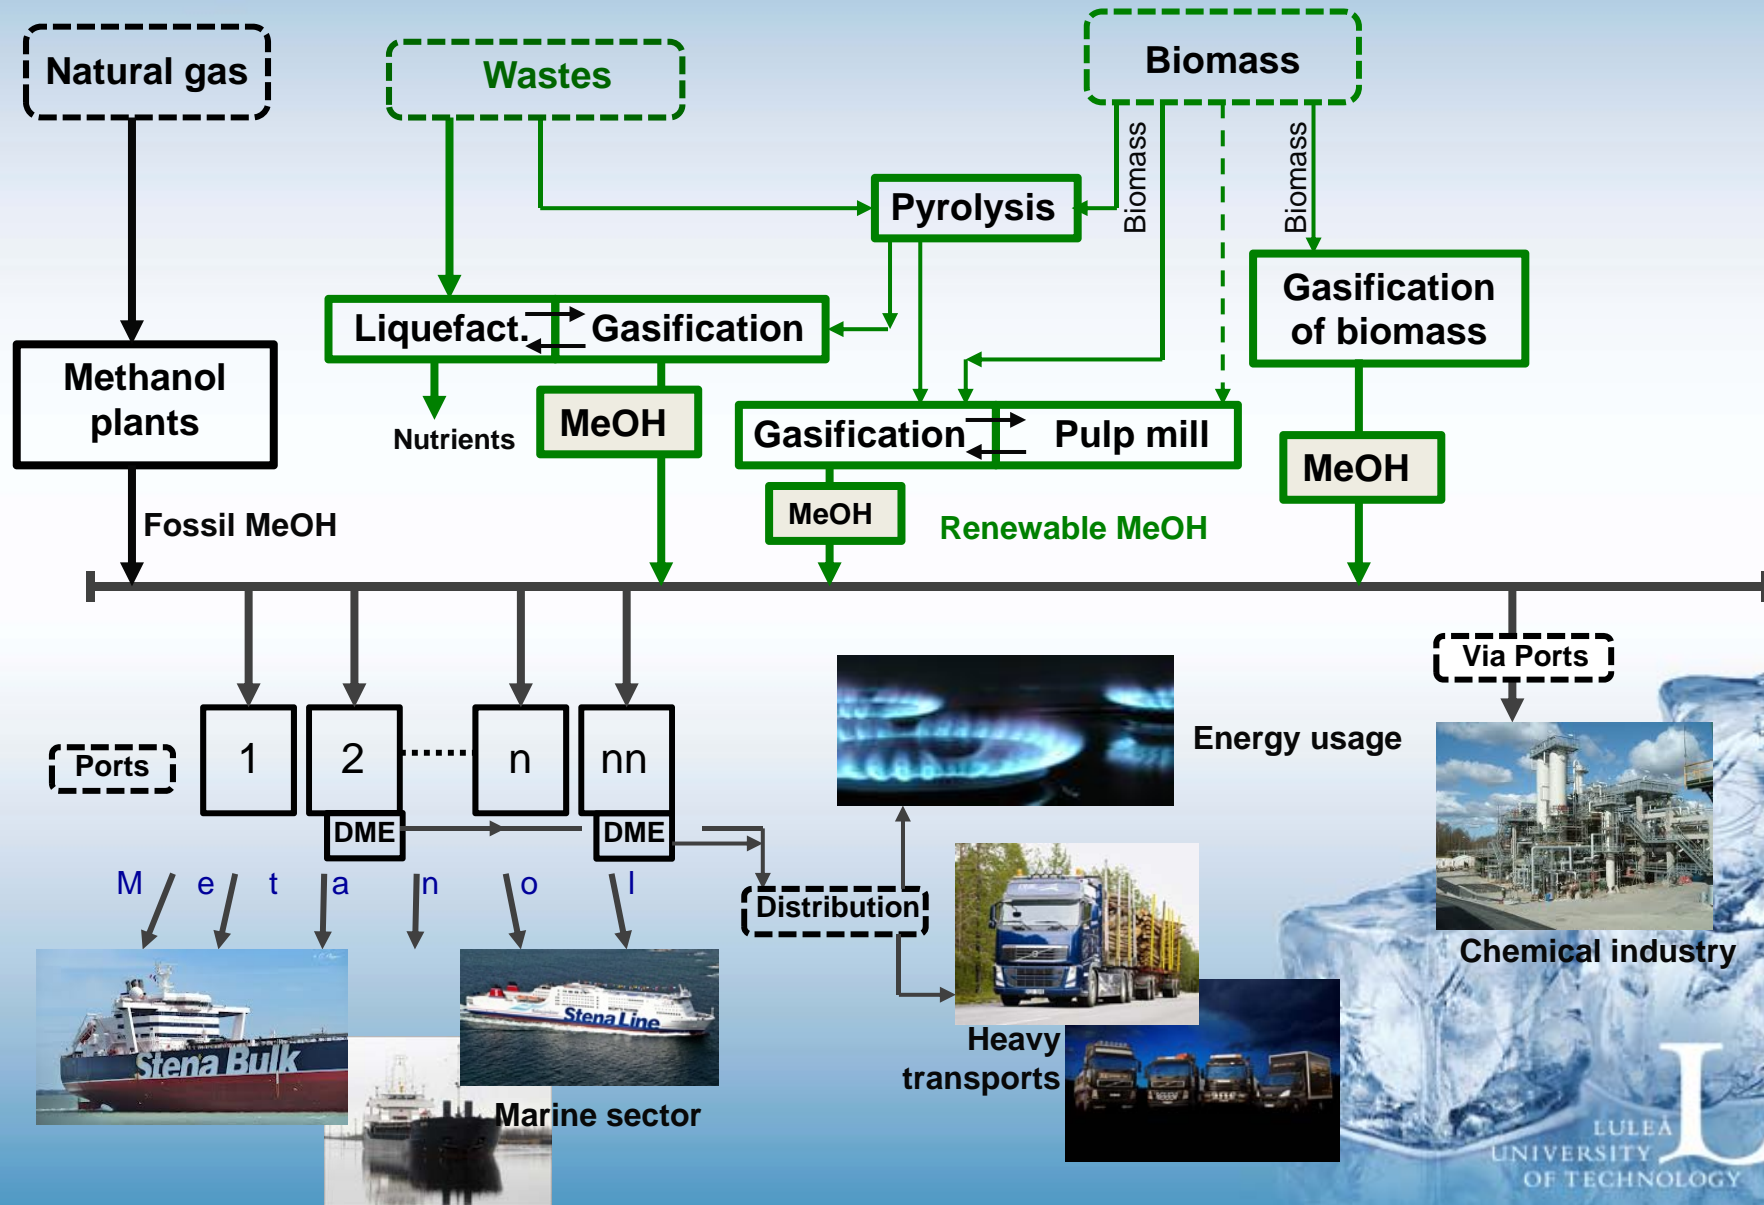 Natural gas
Wastes
Biomass
Biomass
Biomass
Pyrolysis
Gasification
of biomass
Liquefact.
Gasification
Methanol
plants
Nutrients
MeOH
Gasification
Pulp mill
MeOH
MeOH
Fossil MeOH
Renewable MeOH
Via Ports
Ports
1
2
n
nn
DME
DME
Energy usage
M e t a n o l
Distribution
Chemical industry
Stena Bulk
Stena Line
Heavy
transports
Marine sector
LULEÅ
UNIVERSITY
OF TECHNOLOGY
L